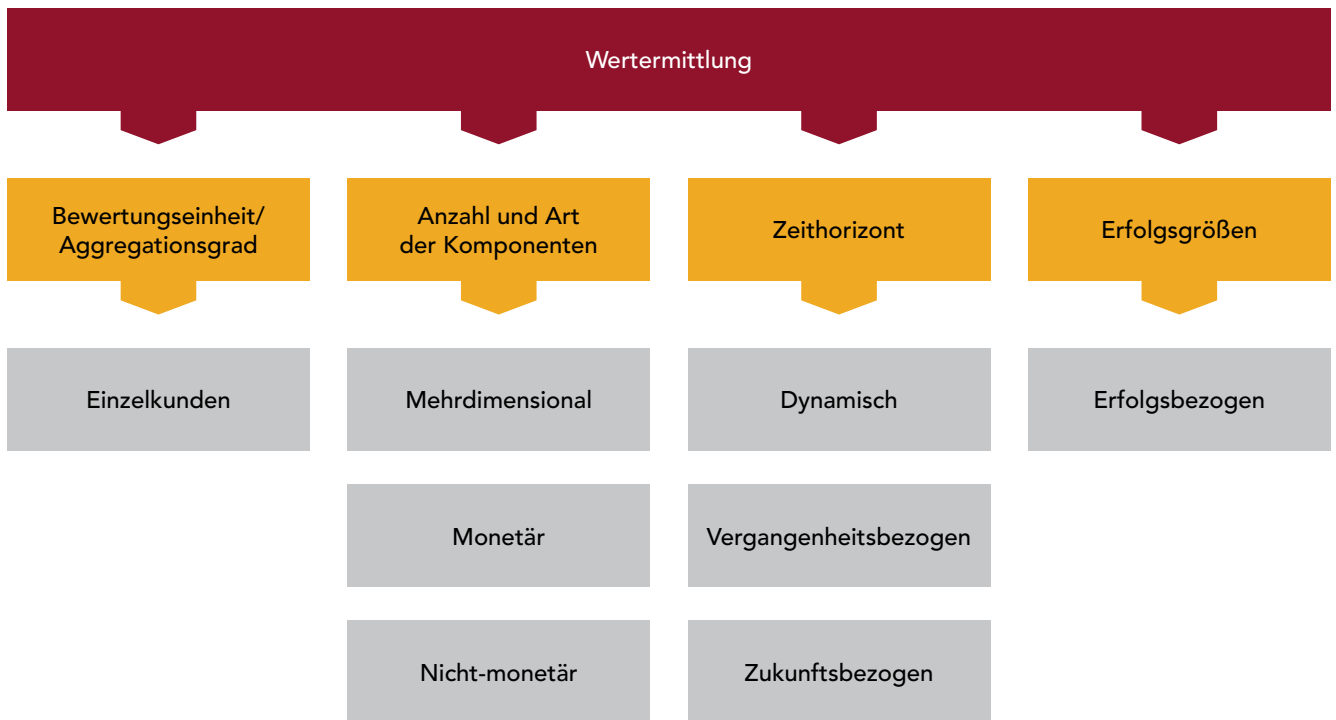 Wertermittlung
Bewertungseinheit/
Aggregationsgrad
Anzahl und Art
der Komponenten
Zeithorizont
Erfolgsgrößen
Einzelkunden
Mehrdimensional
Dynamisch
Erfolgsbezogen
Monetär
Vergangenheitsbezogen
Nicht-monetär
Zukunftsbezogen